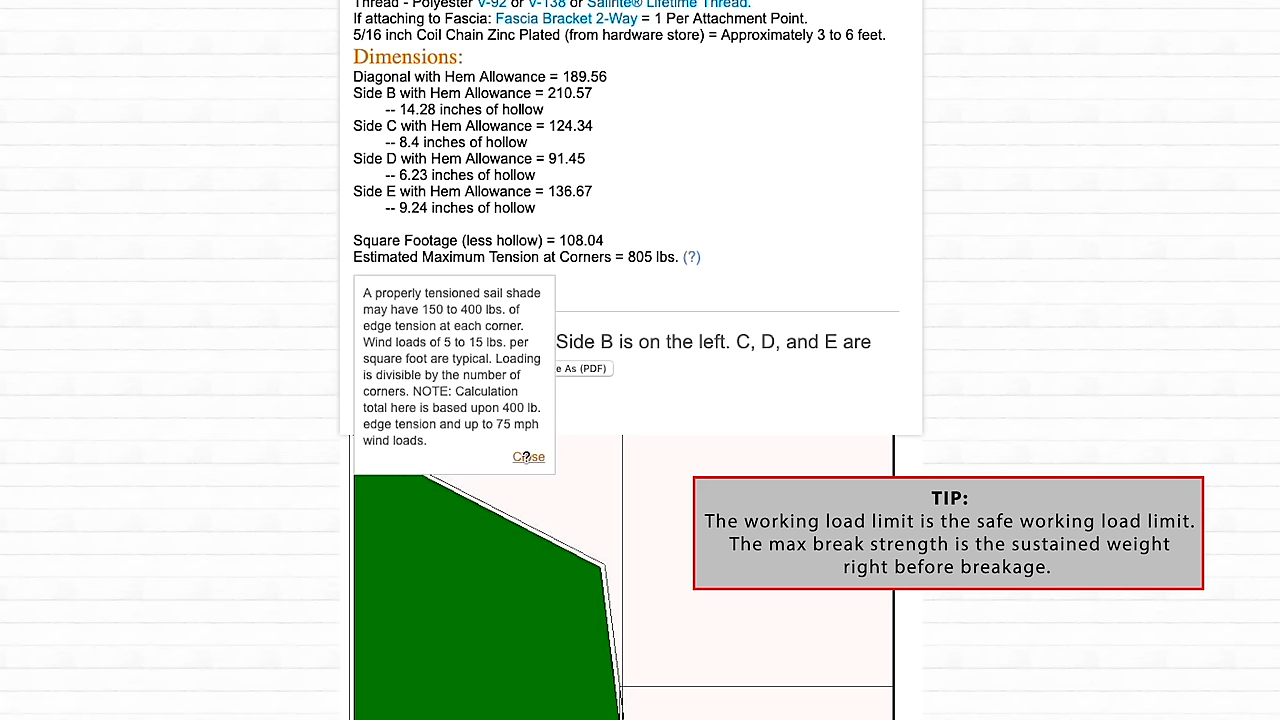 Thread - Polyester V-92 or V-138 or Sailrite® Lifetime Thread.
If attaching to Fascia: Fascia Bracket 2-Way = 1 Per Attachment Point.
5/16 inch Coil Chain Zinc Plated (from hardware store) = Approximately 3 to 6 feet.
Dimensions:
Diagonal with Hem Allowance = 189.56
Side B with Hem Allowance = 210.57
-- 14.28 inches of hollow
Side C with Hem Allowance = 124.34
-- 8.4 inches of hollow
Side D with Hem Allowance = 91.45
-- 6.23 inches of hollow
Side E with Hem Allowance = 136.67
-- 9.24 inches of hollow
Square Footage (less hollow) = 108.04
Estimated Maximum Tension at Corners = 805 lbs. (?)
A properly tensioned sail shade
may have 150 to 400 lbs. of
edge tension at each corner.
Wind loads of 5 to 15 lbs. per
square foot are typical. Loading
is divisible by the number of
corners. NOTE: Calculation
total here is based upon 400 lb.
edge tension and up to 75 mph
wind loads.
Close
Side B is on the left. C, D, and E are
e As (PDF)
TIP:
The working load limit is the safe working load limit.
The max break strength is the sustained weight
right before breakage.